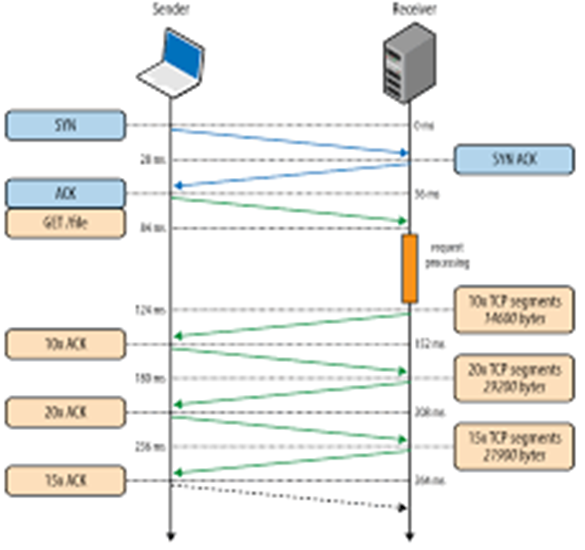 Sender
Receiver
SYN
0 ms
28 ms
SYN ACK
ACK
56 ms
GET /file
84 ms
request
processing
124 ms
10x TCP segments
14600 bytes
10x ACK
152 ms
180 ms
20x TCP segments
29200 bytes
20x ACK
208 ms
236 ms
15x TCP segments
21900 bytes
15x ACK
264 ms